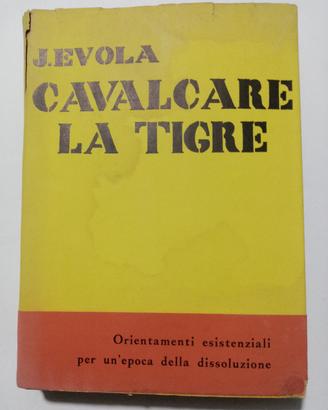 J. EVOLA
CAVALCARE
LA TIGRE
Orientamenti esistenziali
per un'epoca della dissoluzione